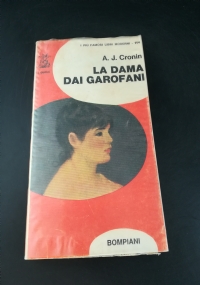 A. J. Cronin
LA DAMA
DAI GAROFANI
BOMPIANI